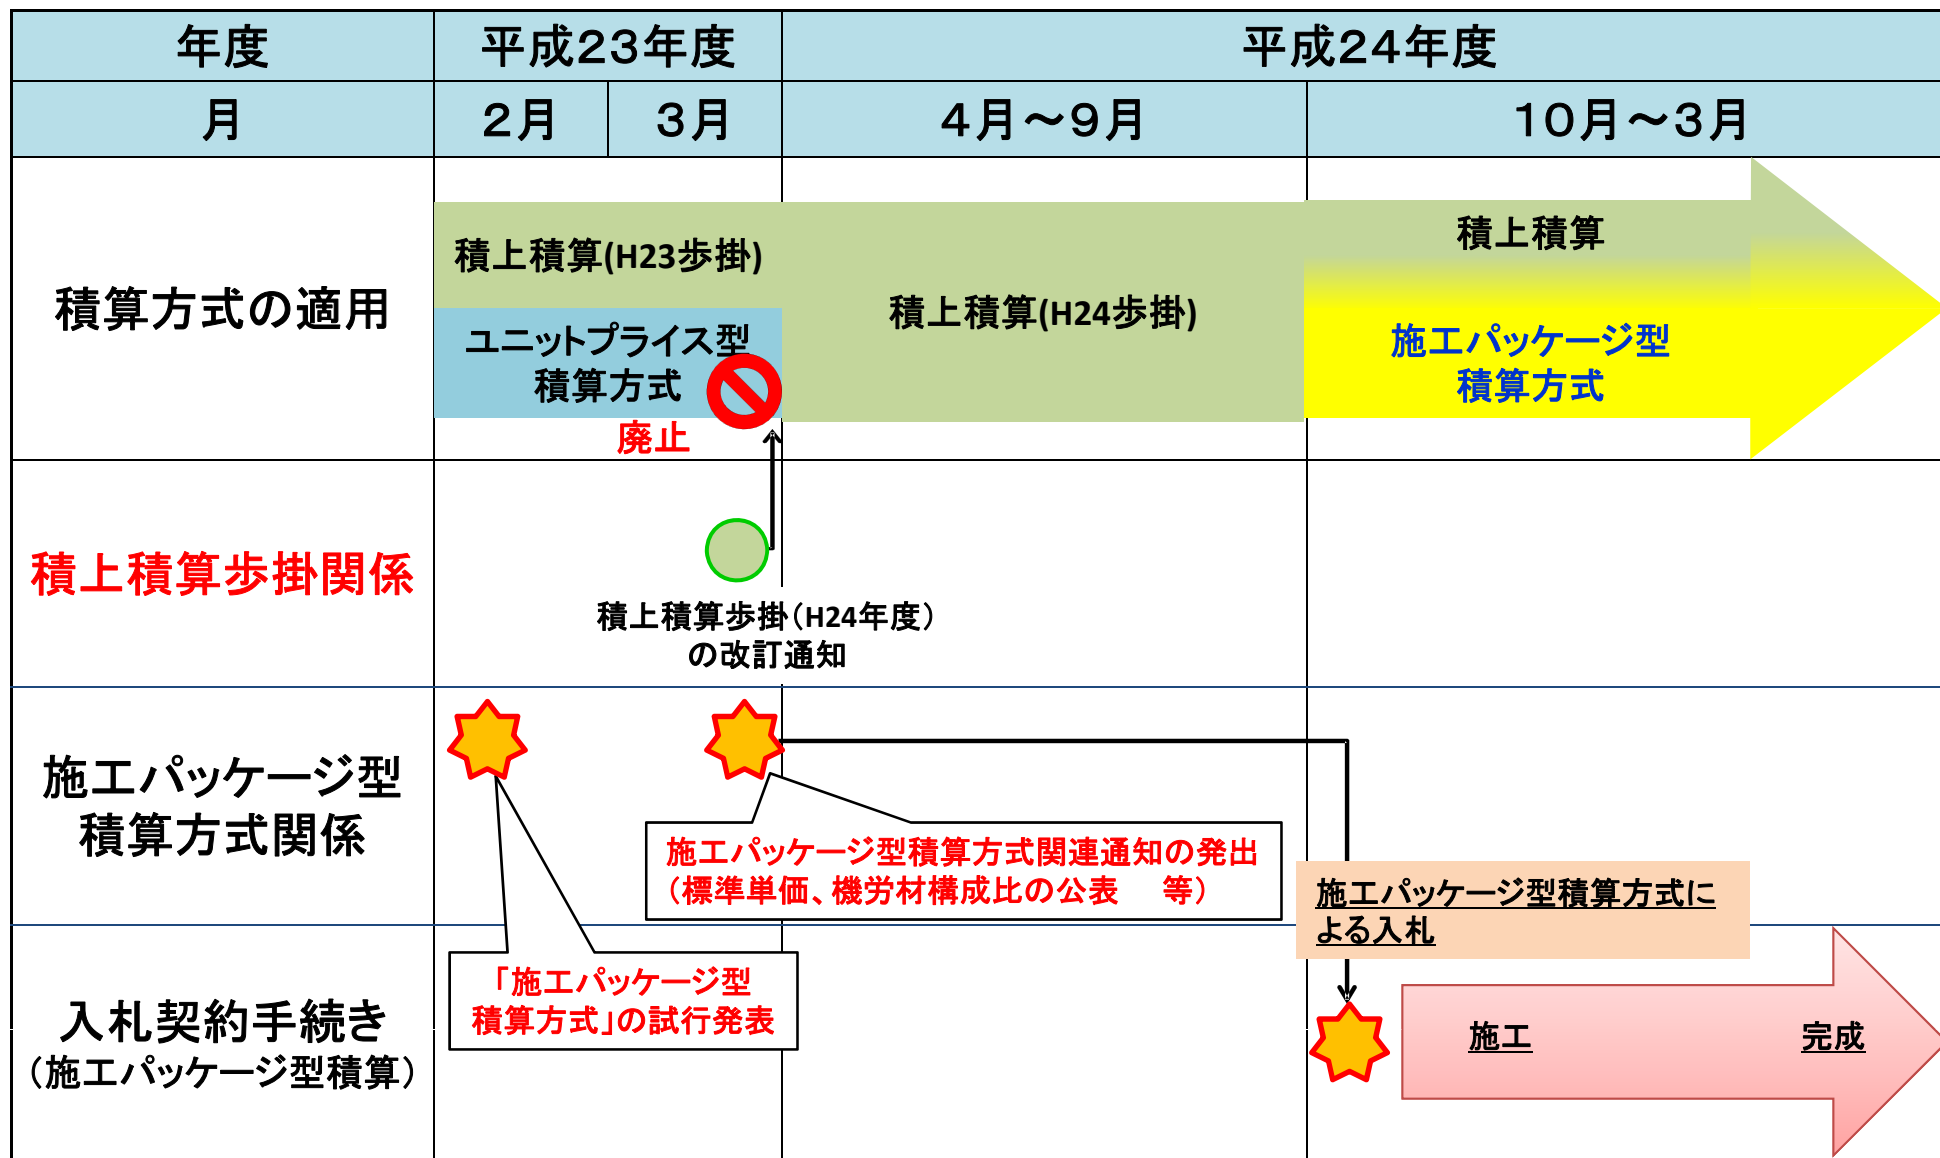 年度
平成23年度
平成24年度
月
2月
3月
4月～9月
10月～3月
積算方式の適用
積上積算(H23歩掛)
ユニットプライス型
積算方式
廃止
積上積算(H24歩掛)
積上積算
施工パッケージ型
積算方式
積上積算歩掛関係
積上積算歩掛（H24年度）
の改訂通知
施工パッケージ型
積算方式関係
施工パッケージ型積算方式関連通知の発出
（標準単価、機労材構成比の公表　等）
施工パッケージ型積算方式に
よる入札
「施工パッケージ型
積算方式」の試行発表
入札契約手続き
（施工パッケージ型積算）
施工
完成